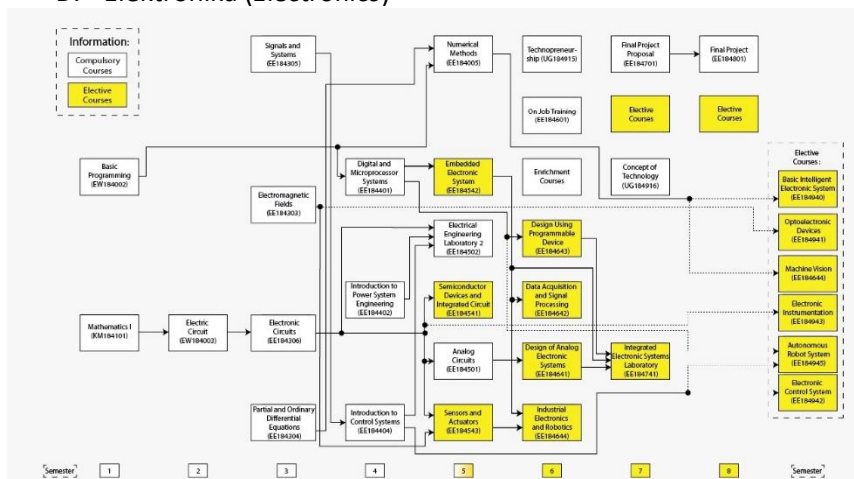 B. Elektronika (Electronics)
Information:
Compulsory
Courses
Elective
Courses
Signals and
Systems
(EE184305)
Numerical
Methods
(EE184005)
Technopreneur-
ship (UG184915)
Final Project
Proposal
(EE184701)
Final Project
(EE184801)
On Job Training
(EE184601)
Elective
Courses
Elective
Courses
Basic
Programming
(EW184002)
Digital and
Microprocessor
Systems
(EE184401)
Embedded
Electronic
System
(EE184542)
Enrichment
Courses
Concept of
Technology
(UG184916)
Elective
Courses:
Basic Intelligent
Electronic System
(EE184940)
Electromagnetic
Fields
(EE184303)
Electrical
Engineering
Laboratory 2
(EE184502)
Design Using
Programmable
Device
(EE184643)
Optoelectronic
Devices
(EE184941)
Introduction to
Power System
Engineering
(EE184402)
Semiconductor
Devices and
Integrated Circuit
(EE184541)
Data Acquisition
and Signal
Processing
(EE184642)
Machine Vision
(EE184644)
Electronic
Instrumentation
(EE184943)
Mathematics I
(KM184101)
Electric
Circuit
(EW184003)
Electronic
Circuits
(EE184306)
Analog
Circuits
(EE184501)
Design of Analog
Electronic
Systems
(EE184641)
Integrated
Electronic Systems
Laboratory
(EE184741)
Autonomous
Robot System
(EE184945)
Partial and Ordinary
Differential
Equations
(EE184304)
Introduction to
Control Systems
(EE184404)
Sensors and
Actuators
(EE184543)
Industrial
Electronics
and Robotics
(EE184644)
Electronic
Control System
(EE184942)
Semester 1 2 3 4 5 6 7 8 Semester